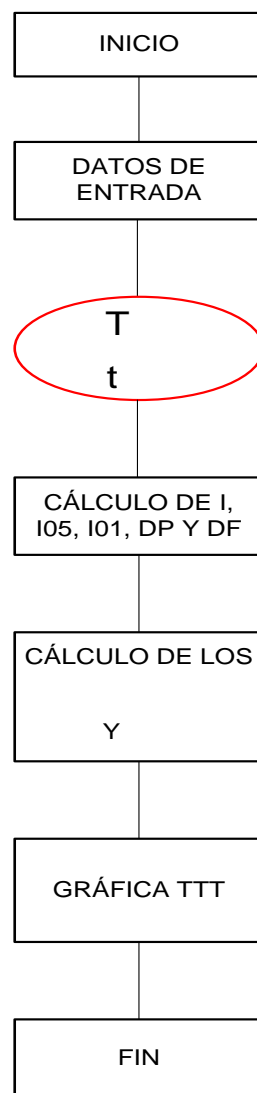 INICIO
DATOS DE
ENTRADA
T
t
CÁLCULO DE I,
I05, I01, DP Y DF
CÁLCULO DE LOS
Y
GRÁFICA TTT
FIN